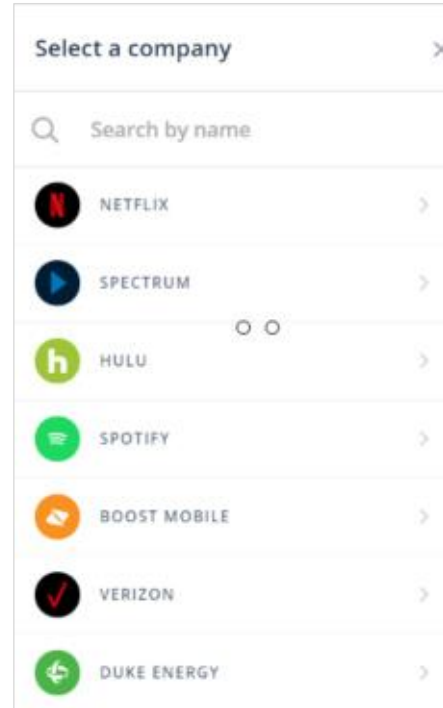 Select a company
Search by name
NETFLIX
SPECTRUM
HULU
SPOTIFY
BOOST MOBILE
VERIZON
DUKE ENERGY